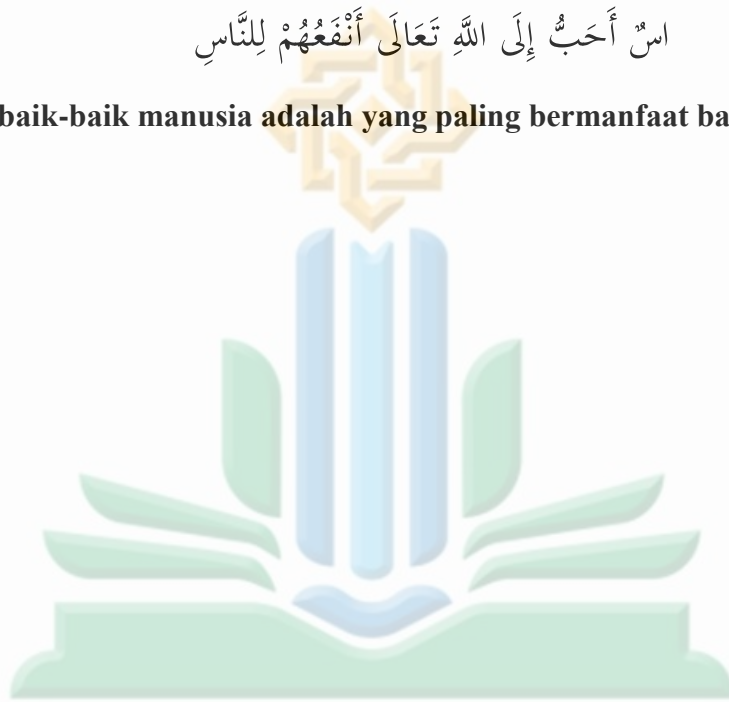 اسٌ أَحَبُّ إِلَى اللَّهِ تَعَالَى أَنْفَعُهُمْ لِلنَّاسِ
baik-baik manusia adalah yang paling bermanfaat ba